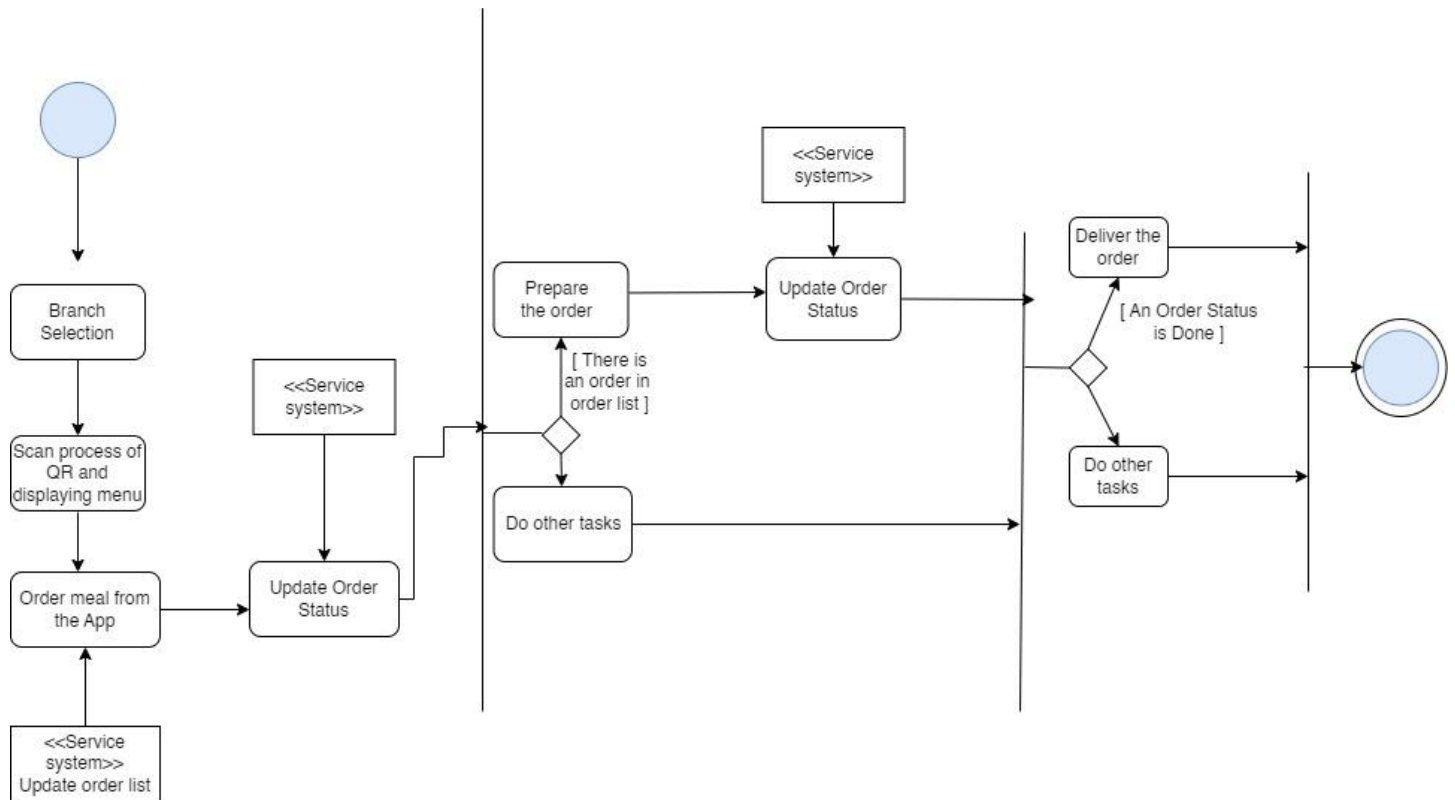 Branch
Selection
Scan process of
QR and
displaying menu
Order meal from
the App
<<Service
system>>
Update order list
<<Service
system>>
Update Order
Status
Prepare
the order
[ There is
an order in
order list ]
Do other tasks
<<Service
system>>
Update Order
Status
Deliver the
order
[ An Order Status
is Done ]
Do other
tasks